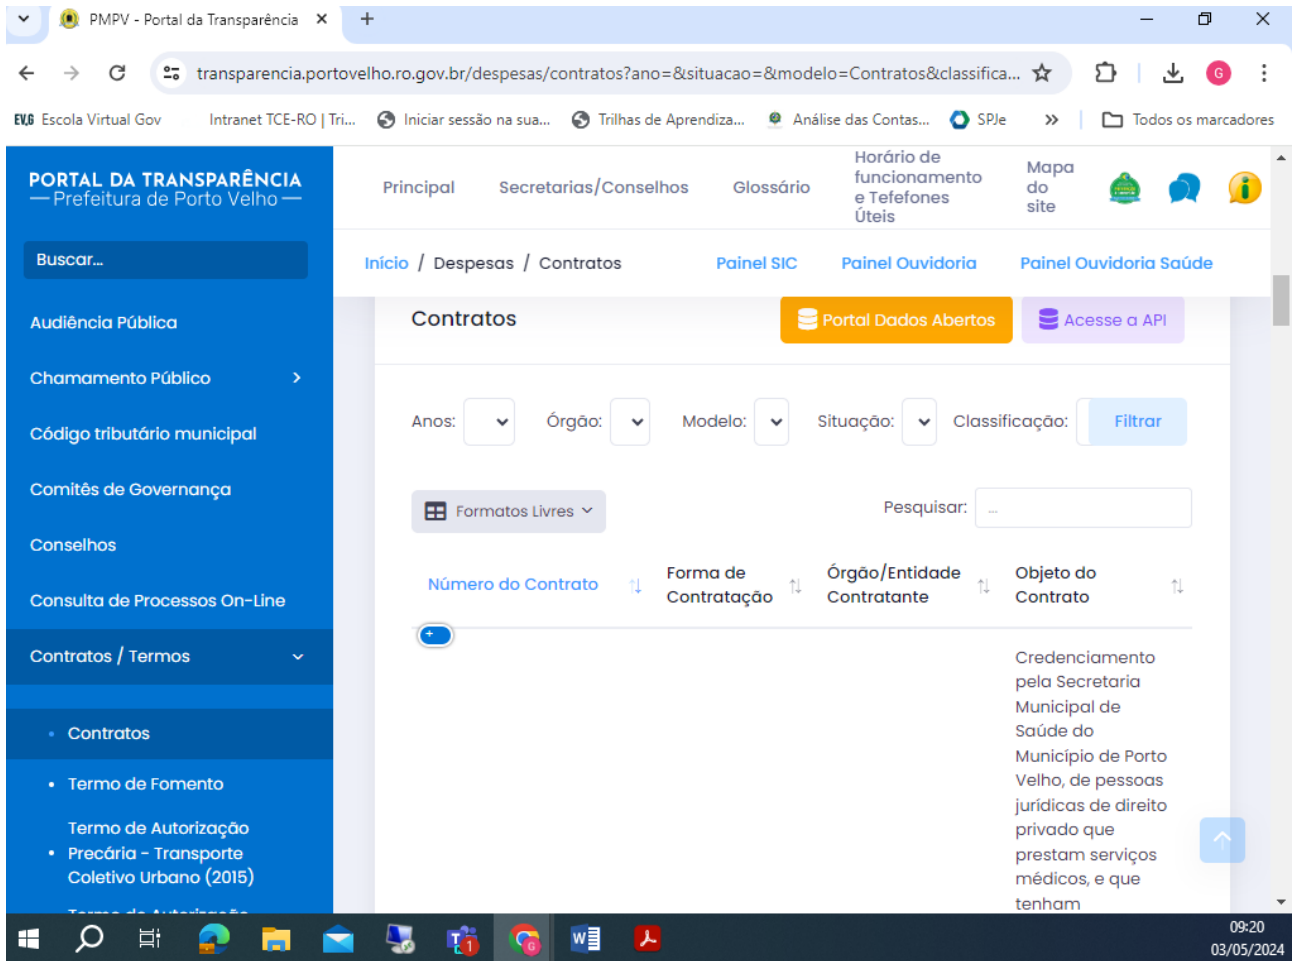 PMPV - Portal da Transparência
transparencia.portovelho.ro.gov.br/despesas/contratos?ano=&situacao=&modelo=Contratos&classifica...
G
EV.G Escola Virtual Gov
Intranet TCE-RO | Tri...
Iniciar sessão na sua...
Trilhas de Aprendiza...
Análise das Contas...
SPJe
Todos os marcadores
PORTAL DA TRANSPARÊNCIA
Prefeitura de Porto Velho
Buscar...
Audiência Pública
Chamamento Público
Código tributário municipal
Comitês de Governança
Conselhos
Consulta de Processos On-Line
Contratos / Termos
Contratos
Termo de Fomento
Termo de Autorização
Precária - Transporte
Coletivo Urbano (2015)
Termo de Autorização
Principal
Secretarias/Conselhos
Glossário
Horário de
funcionamento
e Tefefones
Úteis
Mapa
do
site
Início / Despesas / Contratos
Painel SIC
Painel Ouvidoria
Painel Ouvidoria Saúde
Contratos
Portal Dados Abertos
Acesse a API
Anos:
Órgão:
Modelo:
Situação:
Classificação:
Filtrar
Formatos Livres
Pesquisar:
...
Número do Contrato
Forma de
Contratação
Órgão/Entidade
Contratante
Objeto do
Contrato
Credenciamento
pela Secretaria
Municipal de
Saúde do
Município de Porto
Velho, de pessoas
jurídicas de direito
privado que
prestam serviços
médicos, e que
tenham
1
G
W
09:20
03/05/2024